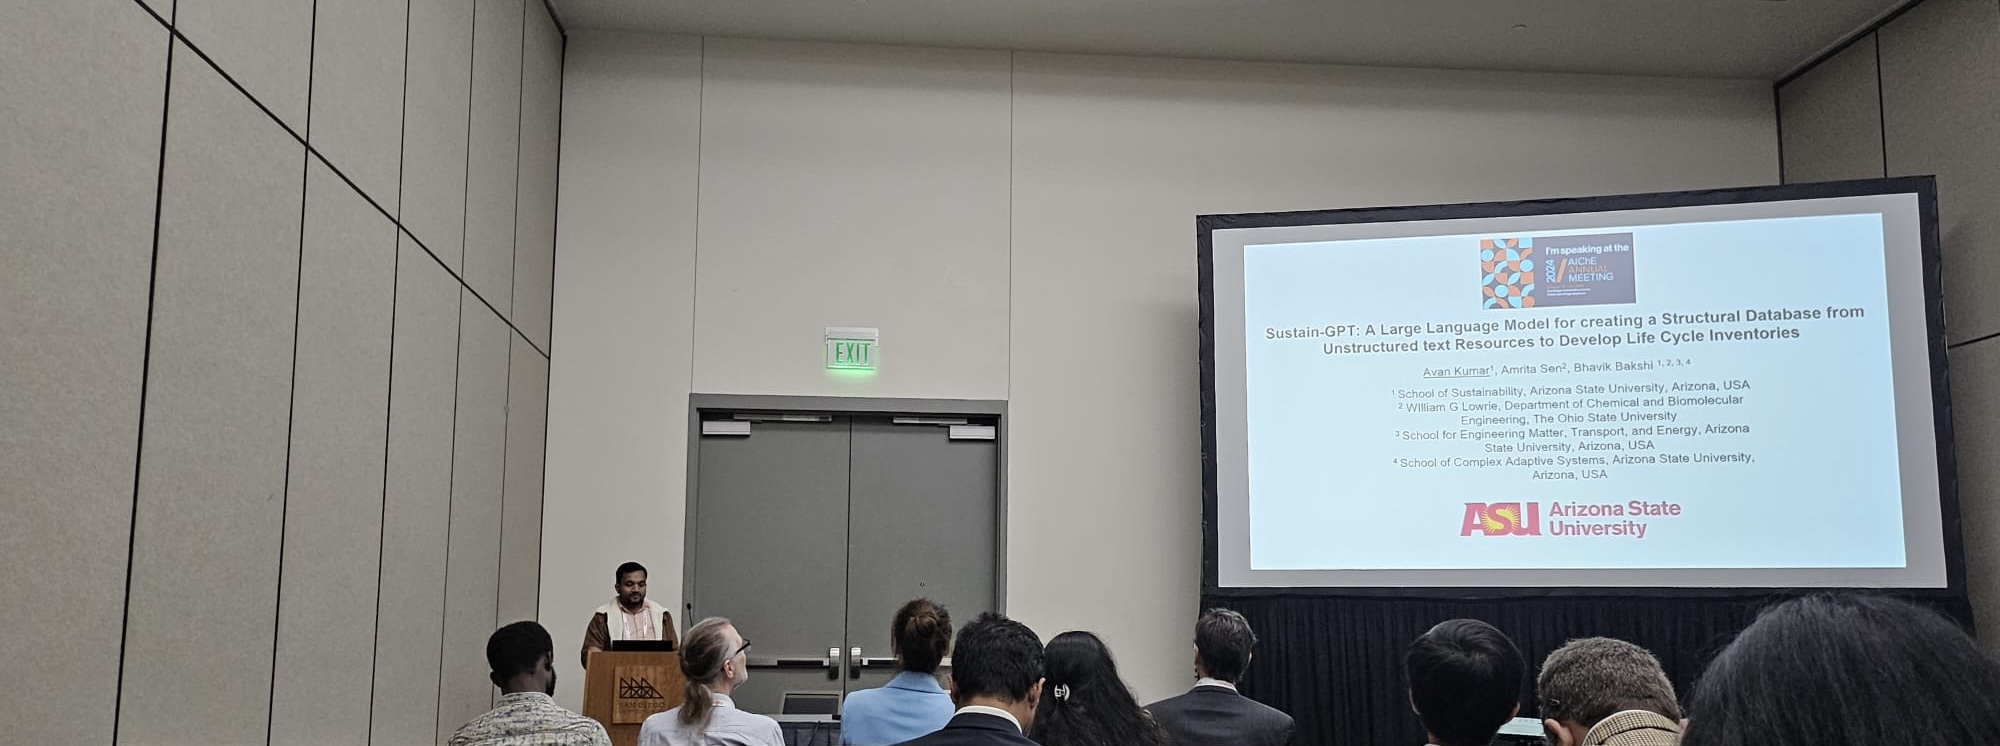 EXIT
I'm speaking at the
2024
AIChE
ANNUAL
MEETING
Sustain-GPT: A Large Language Model for creating a Structural Database from
Unstructured text Resources to Develop Life Cycle Inventories
Avan Kumar¹, Amrita Sen², Bhavik Bakshi ¹, ², ³, ⁴
¹ School of Sustainability, Arizona State University, Arizona, USA
² William G Lowrie, Department of Chemical and Biomolecular
Engineering, The Ohio State University
³ School for Engineering Matter, Transport, and Energy, Arizona
State University, Arizona, USA
⁴ School of Complex Adaptive Systems, Arizona State University,
Arizona, USA
ASU Arizona State
University
SAN DIEGO